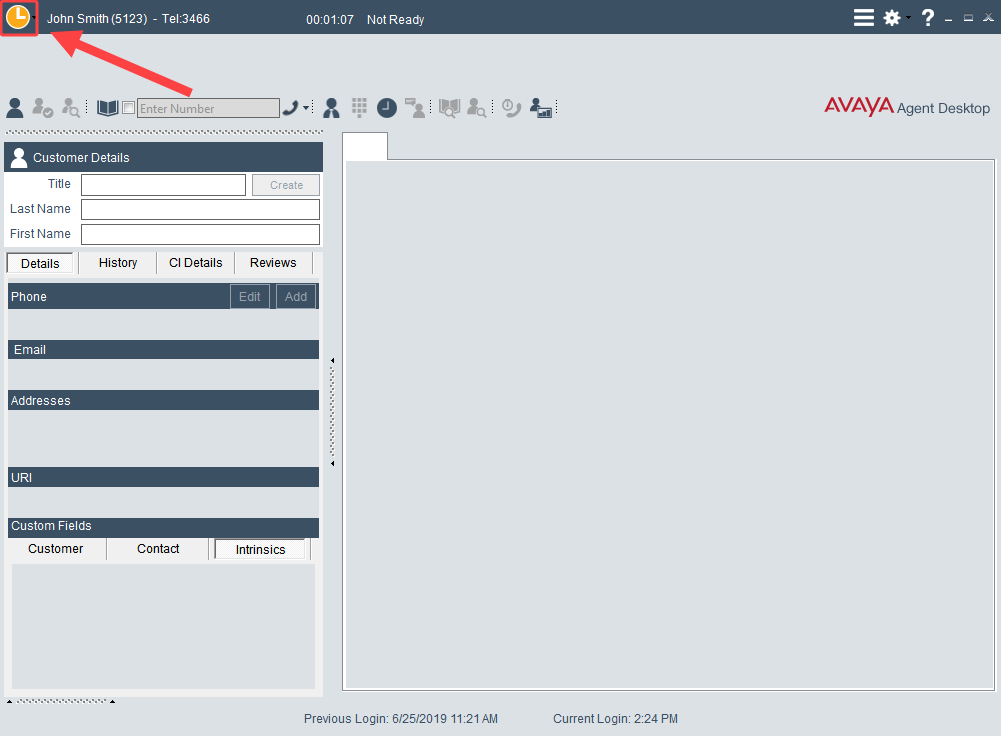 John Smith (5123) - Tel:3466
00:01:07 Not Ready
?
Enter Number
AVAYA Agent Desktop
Customer Details
Title
Create
Last Name
First Name
Details History CI Details Reviews
Phone Edit Add
Email
Addresses
URI
Custom Fields
Customer Contact Intrinsics
Previous Login: 6/25/2019 11:21 AM Current Login: 2:24 PM